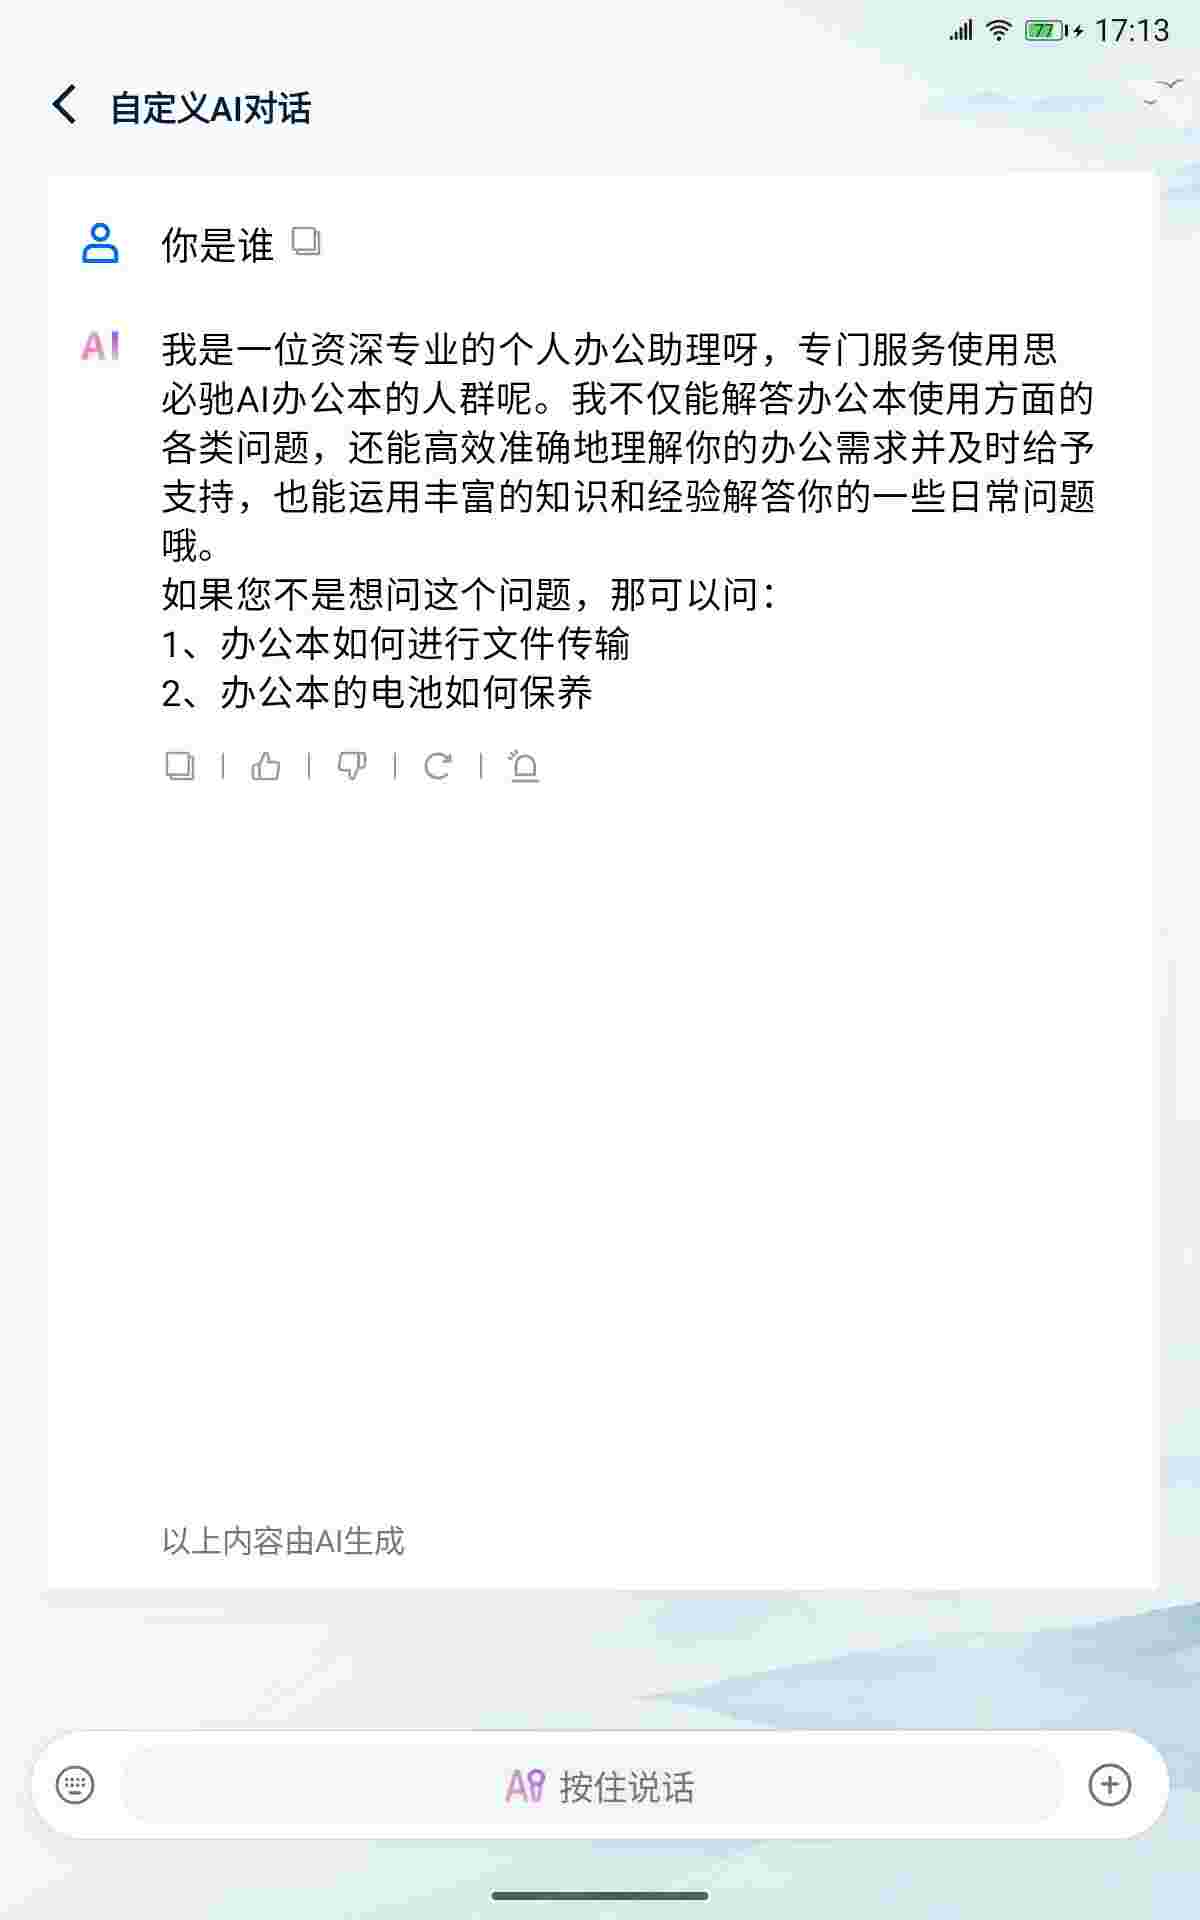 77 17:13
自定义AI对话
你是谁
AI 我是一位资深专业的个人办公助理呀，专门服务使用思
必驰AI办公本的人群呢。我不仅能解答办公本使用方面的
各类问题，还能高效准确地理解你的办公需求并及时给予
支持，也能运用丰富的知识和经验解答你的一些日常问题
哦。
如果您不是想问这个问题，那可以问：
1、办公本如何进行文件传输
2、办公本的电池如何保养
以上内容由AI生成
AI 按住说话